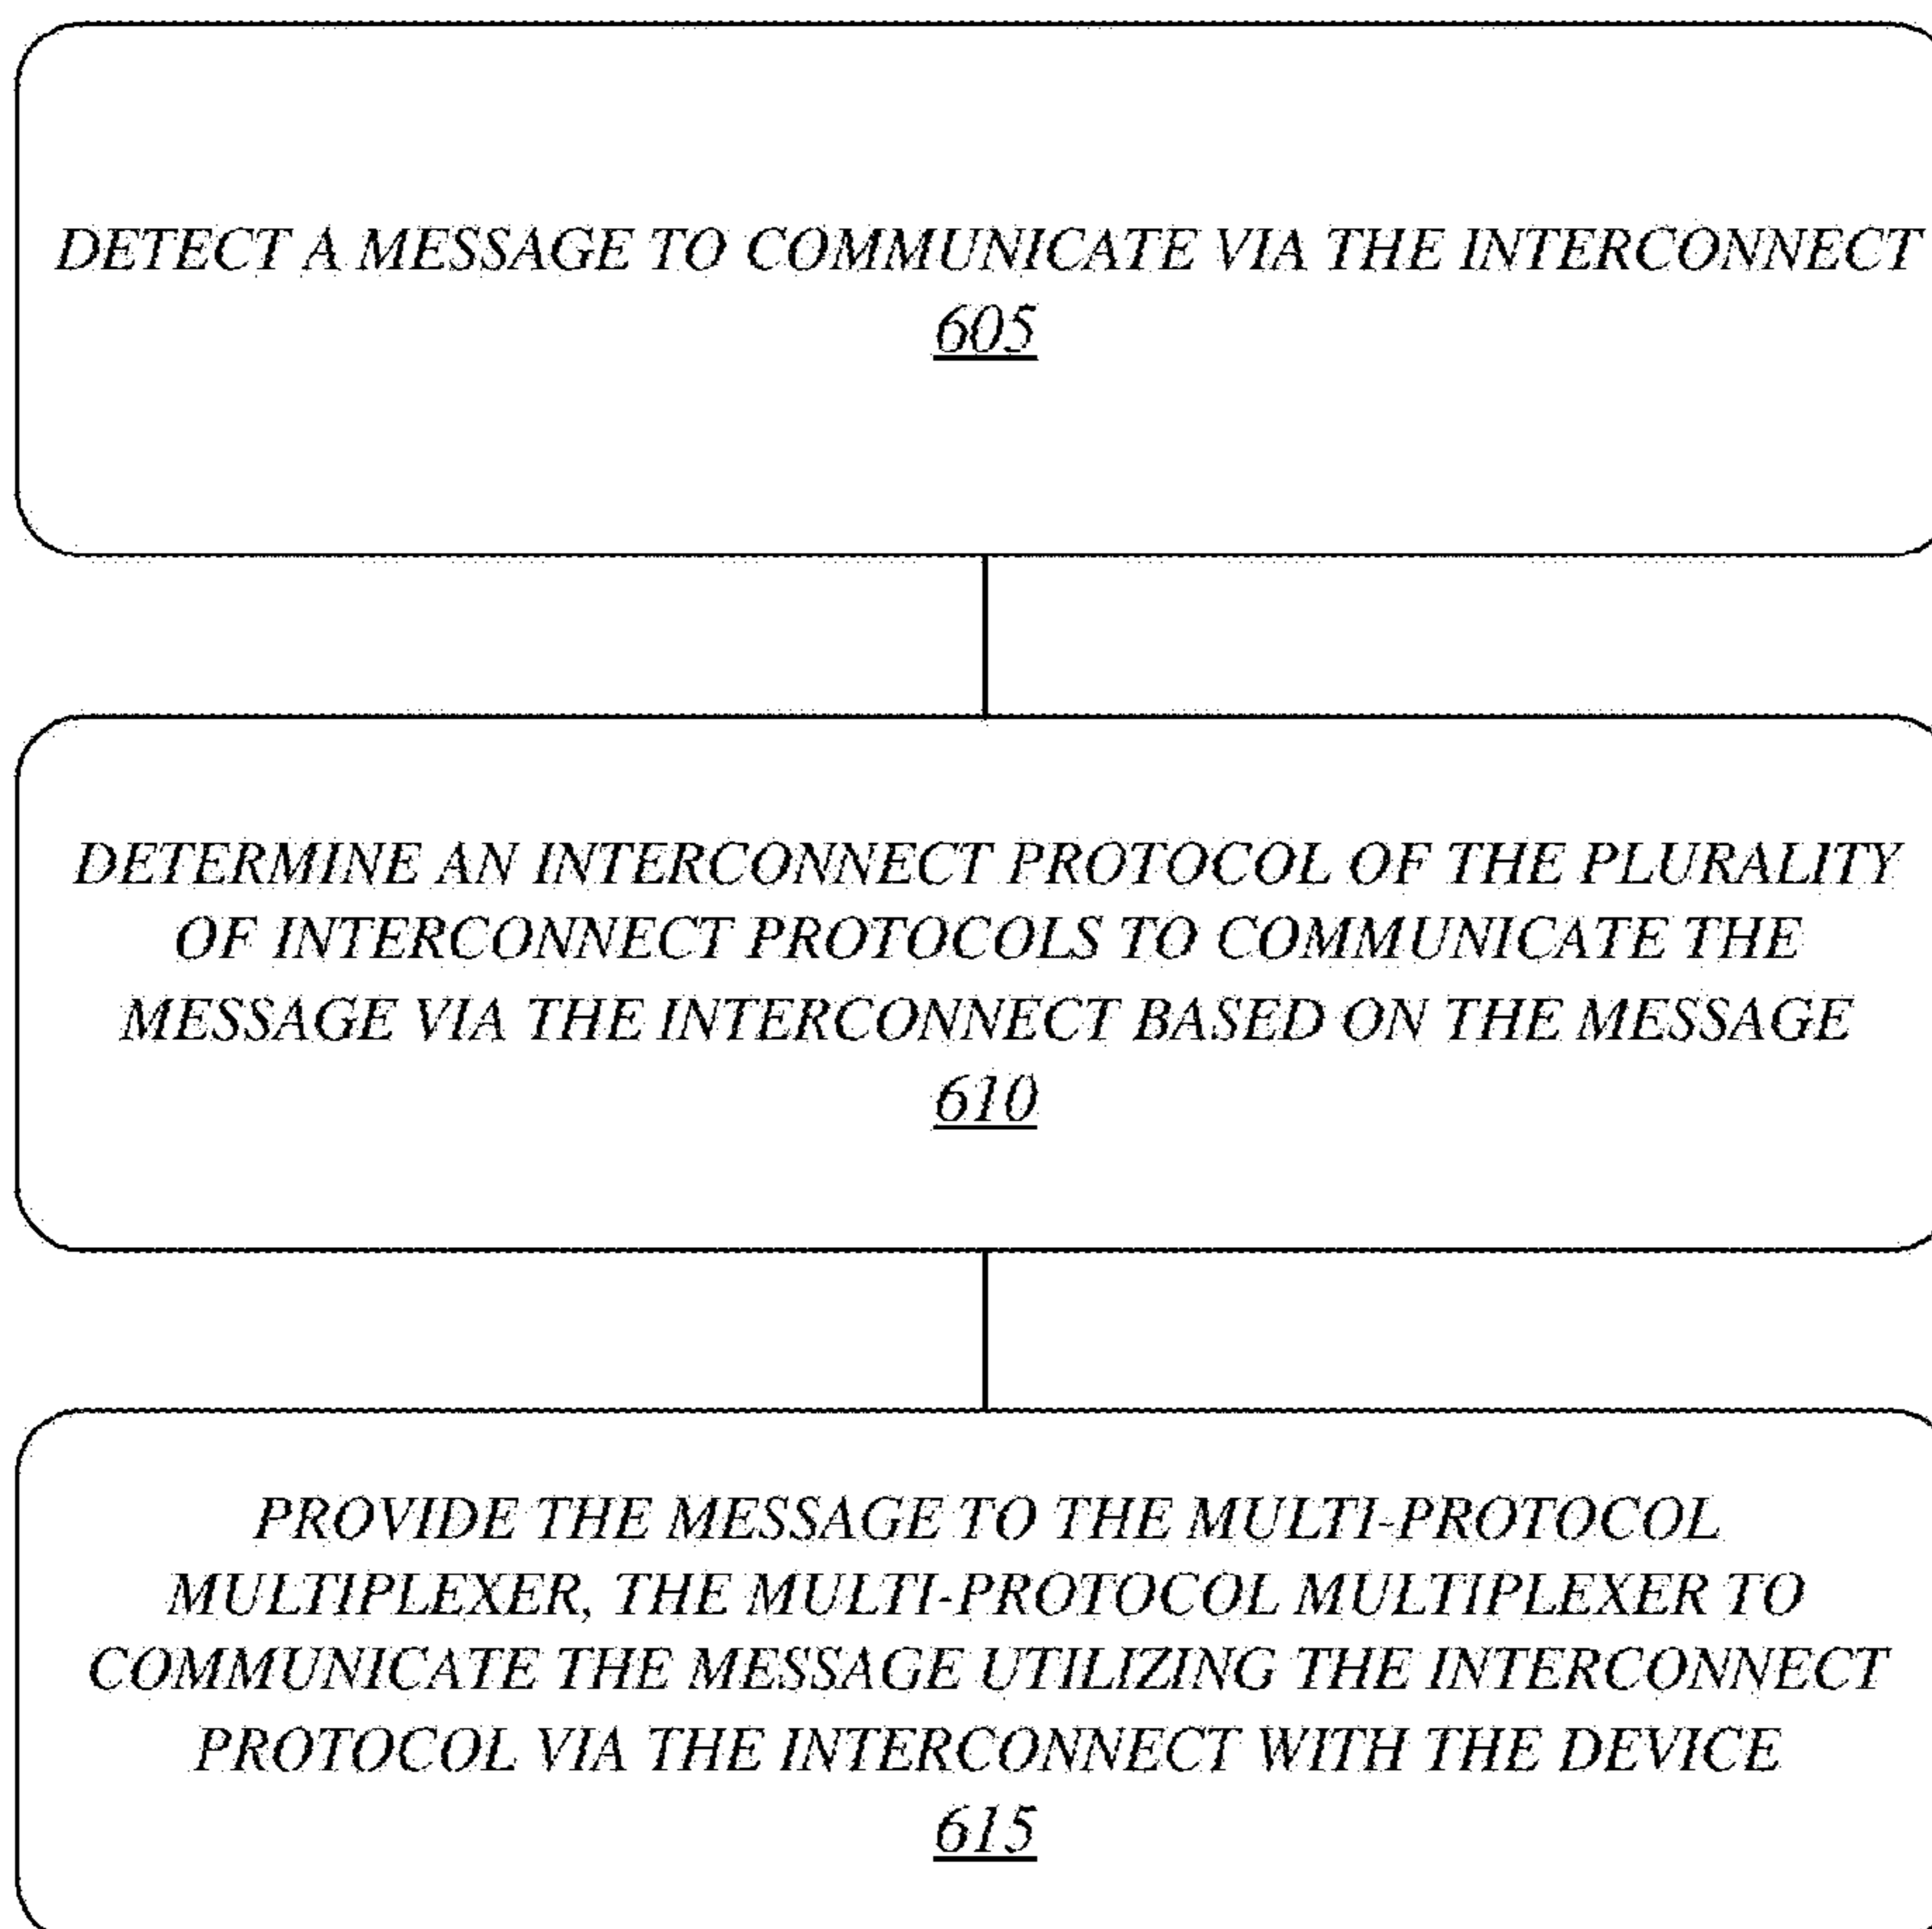 DETECT A MESSAGE TO COMMUNICATE VIA THE INTERCONNECT
605
DETERMINE AN INTERCONNECT PROTOCOL OF THE PLURALITY
OF INTERCONNECT PROTOCOLS TO COMMUNICATE THE
MESSAGE VIA THE INTERCONNECT BASED ON THE MESSAGE
610
PROVIDE THE MESSAGE TO THE MULTI-PROTOCOL
MULTIPLEXER, THE MULTI-PROTOCOL MULTIPLEXER TO
COMMUNICATE THE MESSAGE UTILIZING THE INTERCONNECT
PROTOCOL VIA THE INTERCONNECT WITH THE DEVICE
615